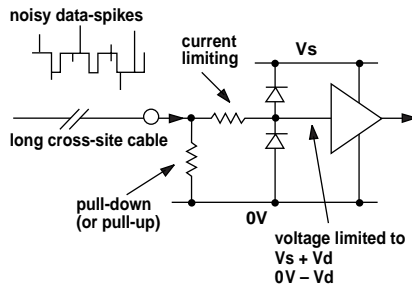 noisy data-spikes
current
limiting
Vs
long cross-site cable
pull-down
(or pull-up)
0V
voltage limited to
Vs + Vd
0V – Vd